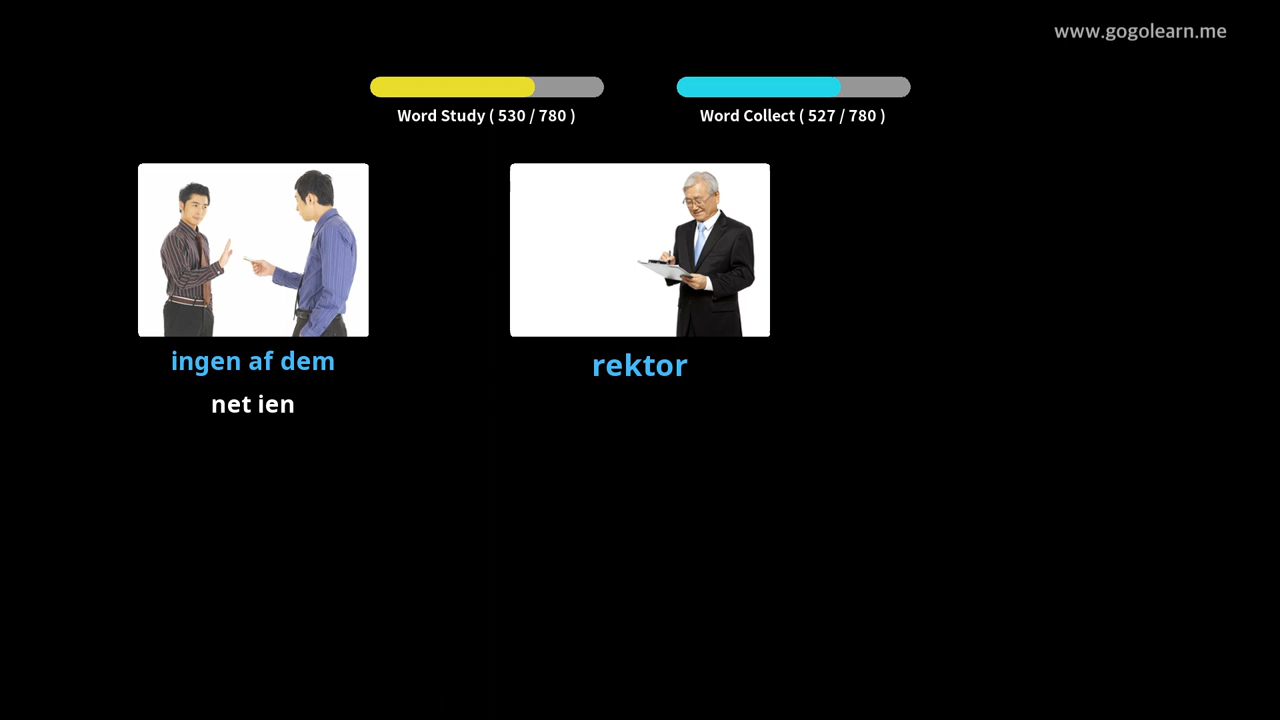 www.gogolearn.me
Word Study ( 530 / 780 )
Word Collect ( 527 / 780 )
ingen af dem
net ien
rektor